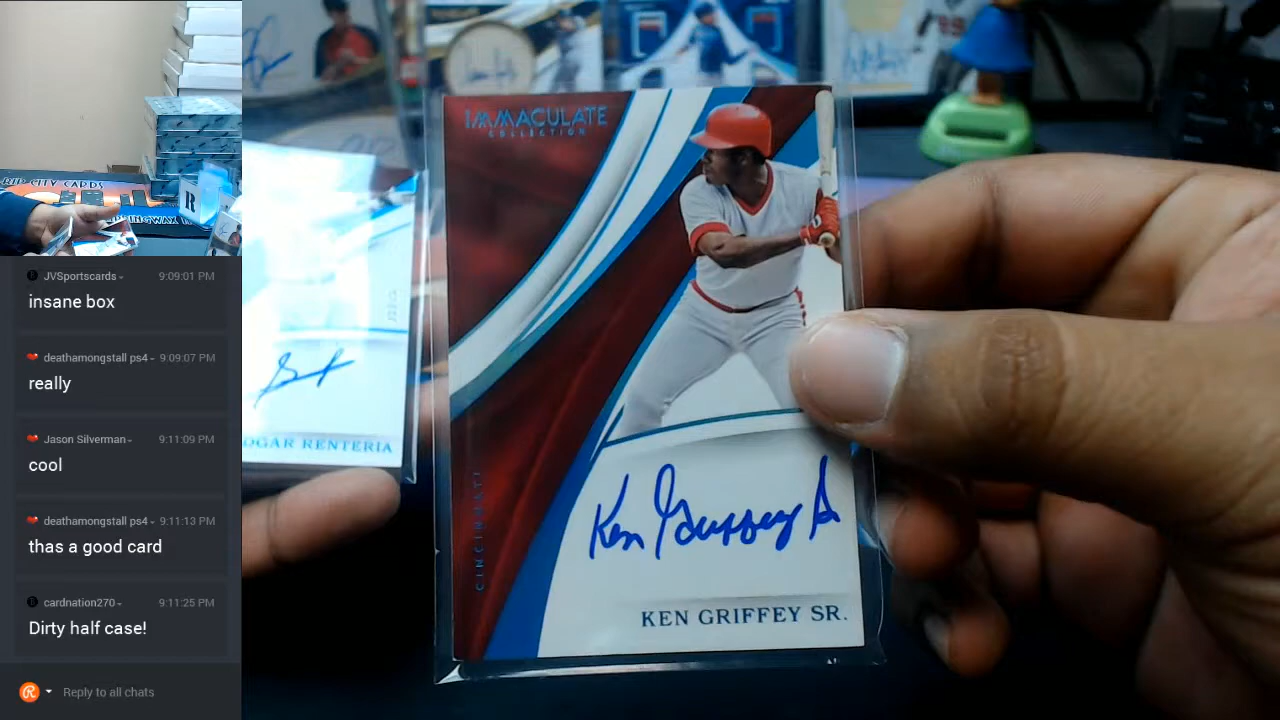 RIP CITY CARDS
R
JVSportscards
9:09:01 PM
insane box
deathamongstall ps4
9:09:07 PM
really
Jason Silverman
9:11:09 PM
cool
deathamongstall ps4
9:11:13 PM
thas a good card
cardnation270
9:11:25 PM
Dirty half case!
Reply to all chats
IMMACULATE
COLLECTION
CINCINNATI
Ken Griffey Sr
KEN GRIFFEY SR.
RENTERIA